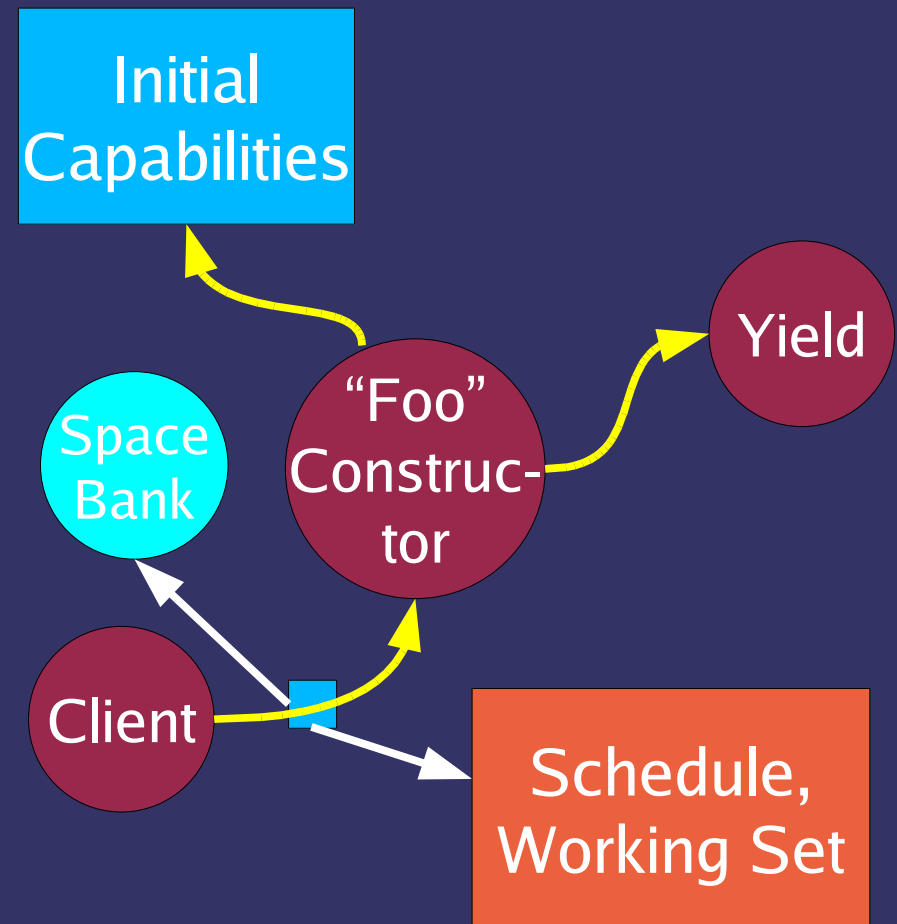 Initial
Capabilities
Yield
“Foo”
Construc-
tor
Space
Bank
Client
Schedule,
Working Set